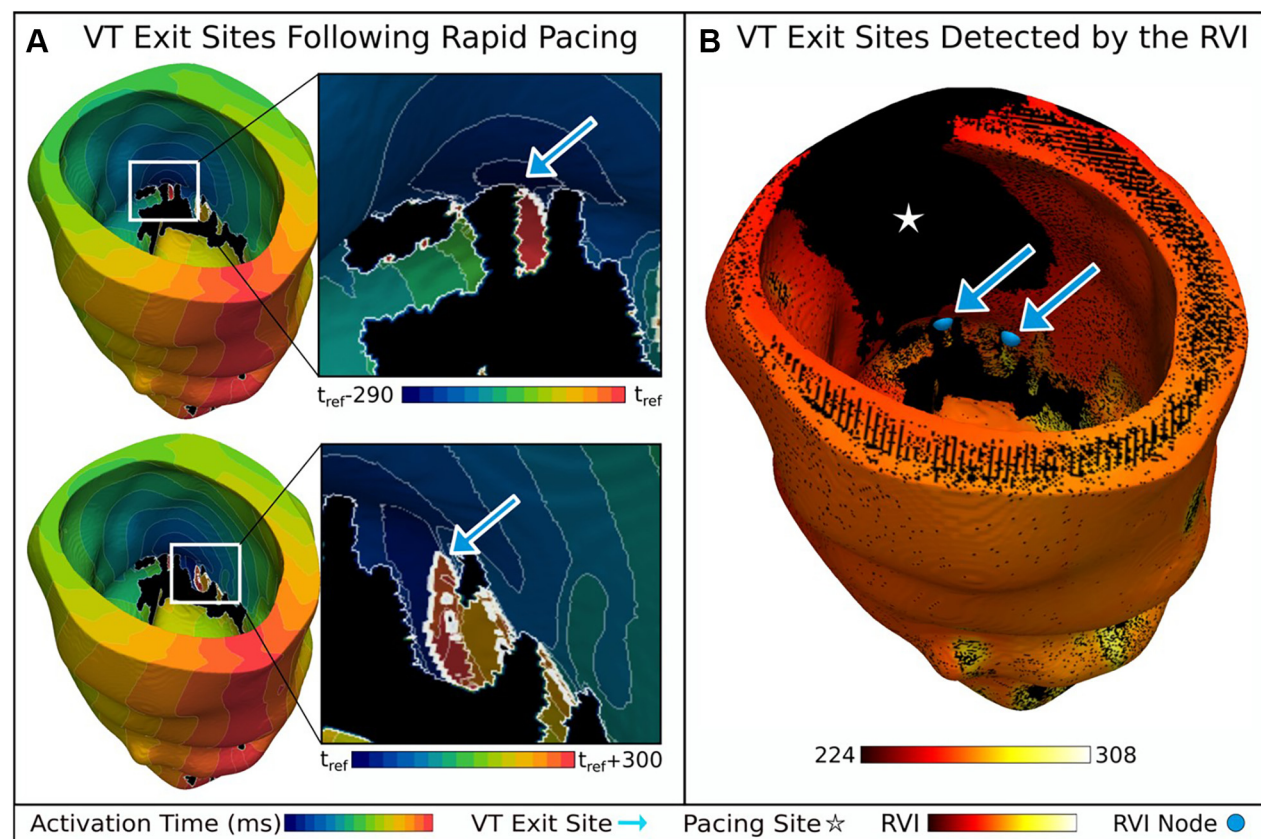 A VT Exit Sites Following Rapid Pacing
t_ref-290 t_ref
t_ref t_ref+300
B VT Exit Sites Detected by the RVI
224 308
Activation Time (ms) VT Exit Site → Pacing Site ☆ RVI RVI Node